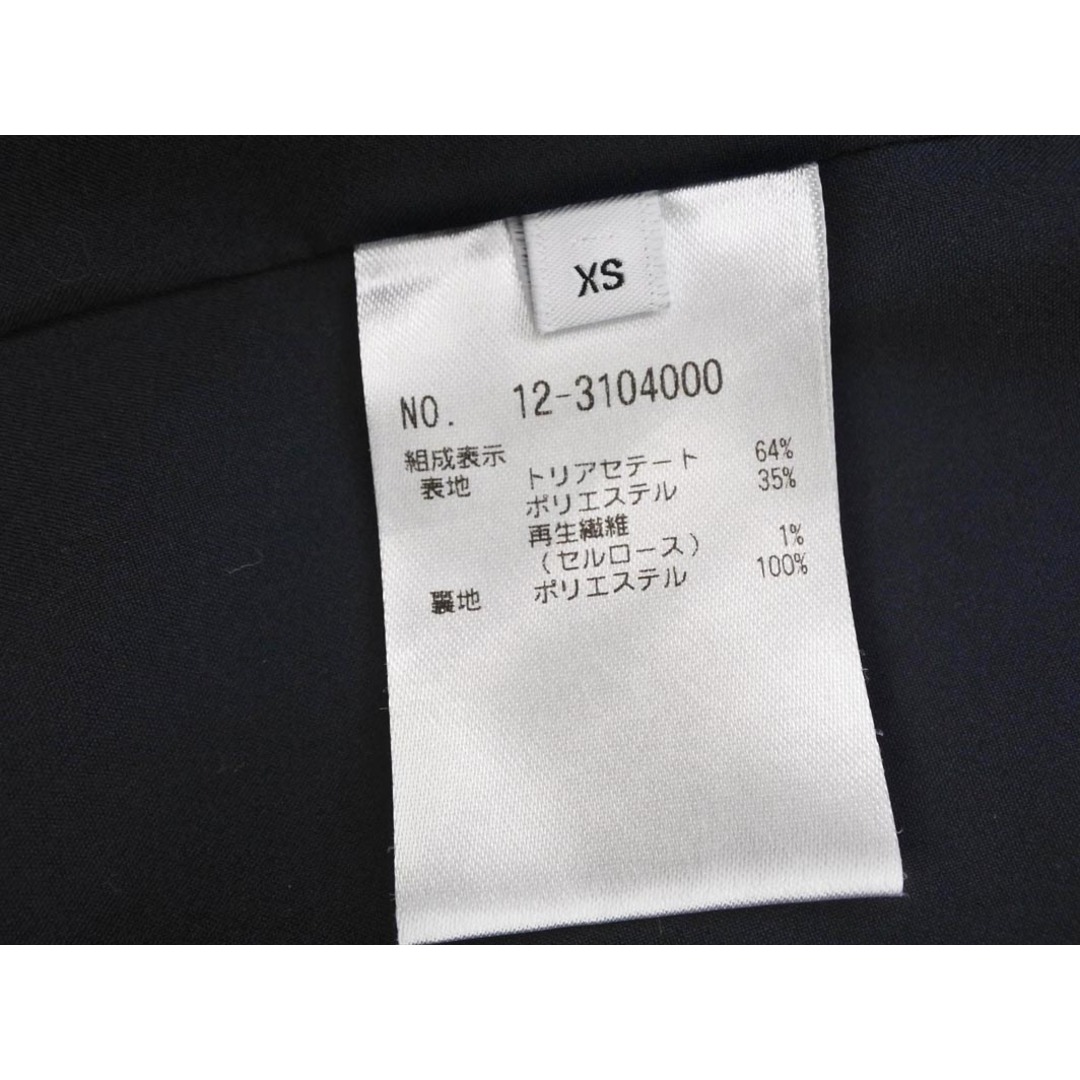 XS
NO. 12-3104000
組成表示
表地 トリアセテート 64%
ポリエステル 35%
再生繊維
(セルロース) 1%
裏地 ポリエステル 100%